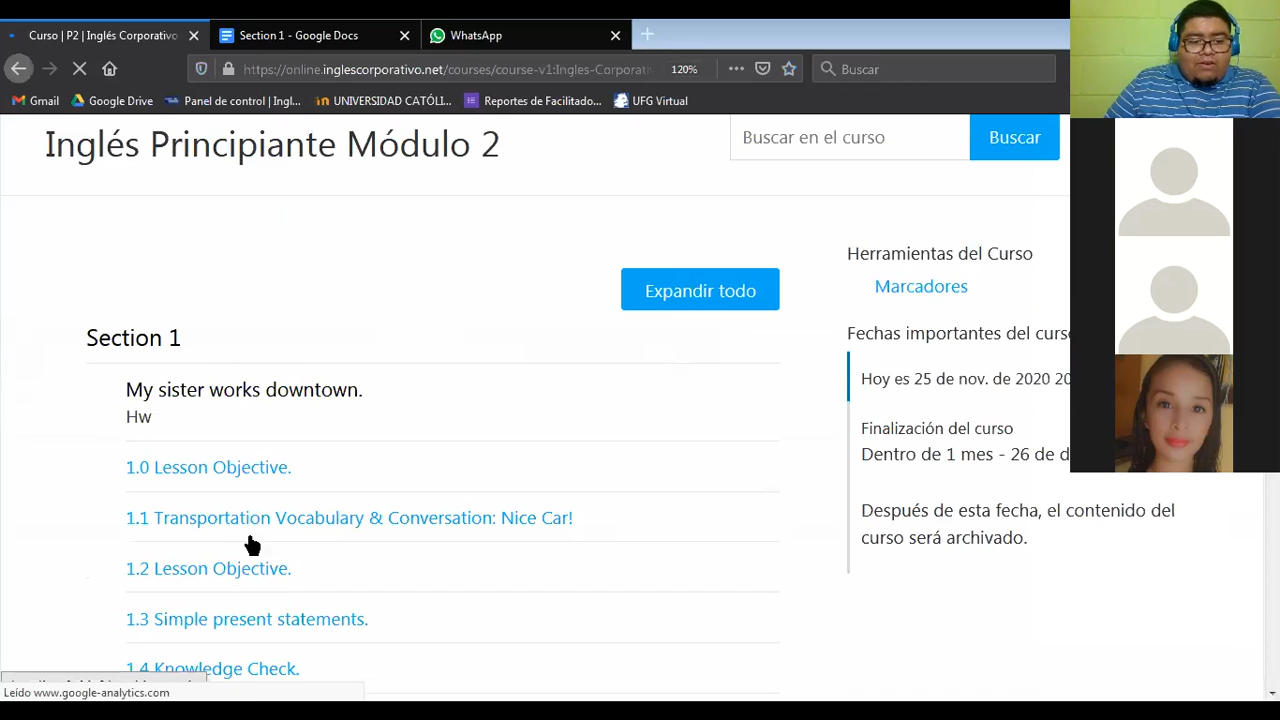 Curso | P2 | Inglés Corporativo
Section 1 - Google Docs
WhatsApp
https://online.inglescorporativo.net/courses/course-v1:Ingles-Corporati
120%
Buscar
Gmail
Google Drive
Panel de control | Ingl...
UNIVERSIDAD CATÓLI...
Reportes de Facilitado...
UFG Virtual
Inglés Principiante Módulo 2
Buscar en el curso
Buscar
Herramientas del Curso
Marcadores
Expandir todo
Fechas importantes del curso
Section 1
Hoy es 25 de nov. de 2020 20
My sister works downtown.
Hw
Finalización del curso
Dentro de 1 mes - 26 de d
1.0 Lesson Objective.
1.1 Transportation Vocabulary & Conversation: Nice Car!
Después de esta fecha, el contenido del
curso será archivado.
1.2 Lesson Objective.
1.3 Simple present statements.
1.4 Knowledge Check.
Leído www.google-analytics.com